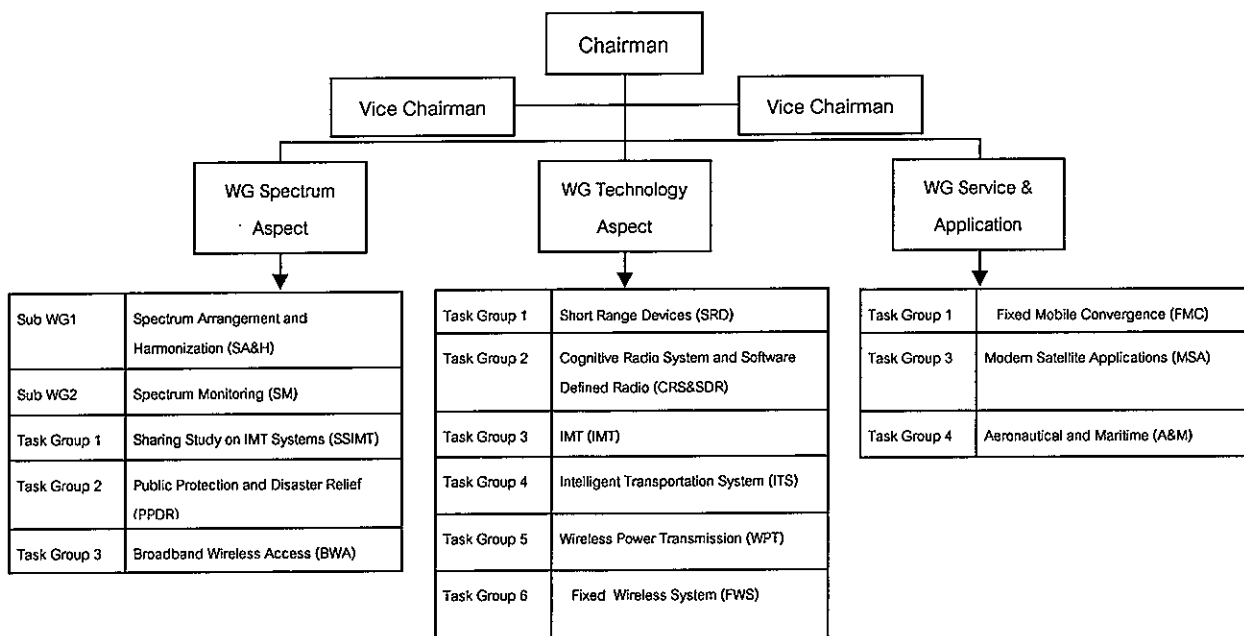 Chairman
Vice Chairman
Vice Chairman
WG Spectrum
Aspect
WG Technology
Aspect
WG Service &
Application
Sub WG1
Spectrum Arrangement and
Harmonization (SA&H)
Sub WG2
Spectrum Monitoring (SM)
Task Group 1
Sharing Study on IMT Systems (SSIMT)
Task Group 2
Public Protection and Disaster Relief
(PPDR)
Task Group 3
Broadband Wireless Access (BWA)
Task Group 1
Short Range Devices (SRD)
Task Group 2
Cognitive Radio System and Software
Defined Radio (CRS&SDR)
Task Group 3
IMT (IMT)
Task Group 4
Intelligent Transportation System (ITS)
Task Group 5
Wireless Power Transmission (WPT)
Task Group 6
Fixed Wireless System (FWS)
Task Group 1
Fixed Mobile Convergence (FMC)
Task Group 3
Modern Satellite Applications (MSA)
Task Group 4
Aeronautical and Maritime (A&M)